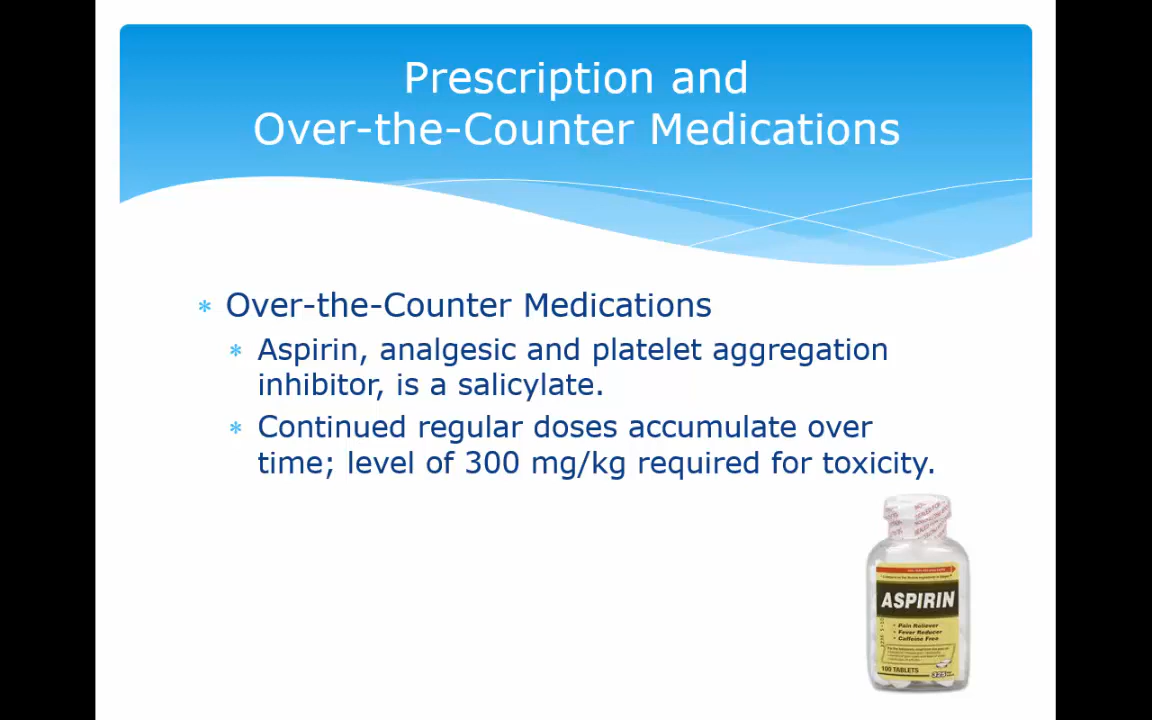 Prescription and
Over-the-Counter Medications
* Over-the-Counter Medications
* Aspirin, analgesic and platelet aggregation
inhibitor, is a salicylate.
* Continued regular doses accumulate over
time; level of 300 mg/kg required for toxicity.
ASPIRIN
• Pain Reliever
• Fever Reducer
• Caffeine Free
100 TABLETS